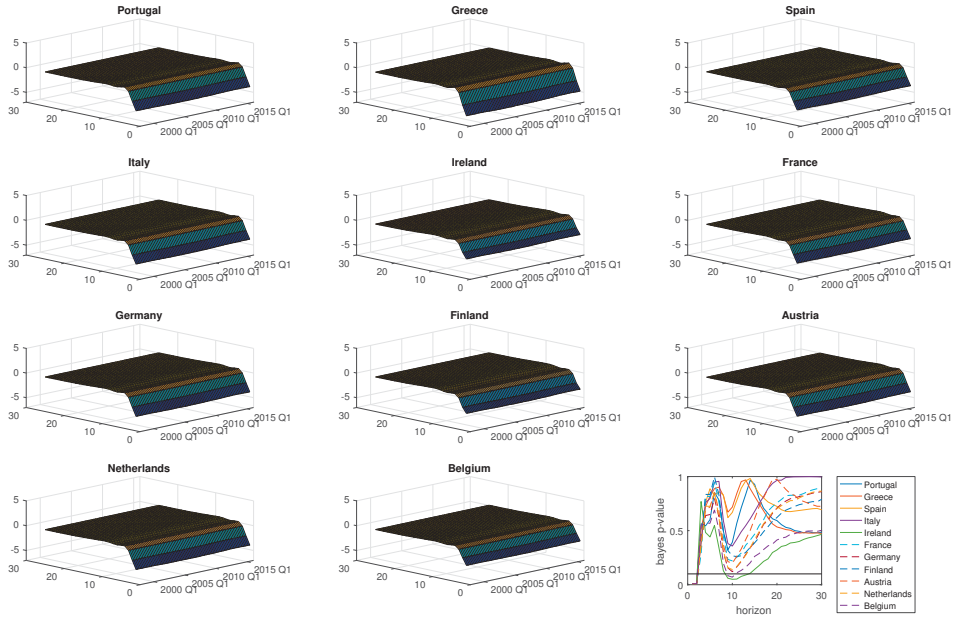 Portugal Greece Spain
5 5 5
0 0 0
-5 -5 -5
30 20 10 0 2000 Q1 2005 Q1 2010 Q1 2015 Q1
30 20 10 0 2000 Q1 2005 Q1 2010 Q1 2015 Q1
30 20 10 0 2000 Q1 2005 Q1 2010 Q1 2015 Q1
Italy Ireland France
5 5 5
0 0 0
-5 -5 -5
30 20 10 0 2000 Q1 2005 Q1 2010 Q1 2015 Q1
30 20 10 0 2000 Q1 2005 Q1 2010 Q1 2015 Q1
30 20 10 0 2000 Q1 2005 Q1 2010 Q1 2015 Q1
Germany Finland Austria
5 5 5
0 0 0
-5 -5 -5
30 20 10 0 2000 Q1 2005 Q1 2010 Q1 2015 Q1
30 20 10 0 2000 Q1 2005 Q1 2010 Q1 2015 Q1
30 20 10 0 2000 Q1 2005 Q1 2010 Q1 2015 Q1
Netherlands Belgium
5 5
0 0
-5 -5
30 20 10 0 2000 Q1 2005 Q1 2010 Q1 2015 Q1
30 20 10 0 2000 Q1 2005 Q1 2010 Q1 2015 Q1
bayes p-value
1
0.5
0
0 10 20 30
horizon
Portugal
Greece
Spain
Italy
Ireland
France
Germany
Finland
Austria
Netherlands
Belgium